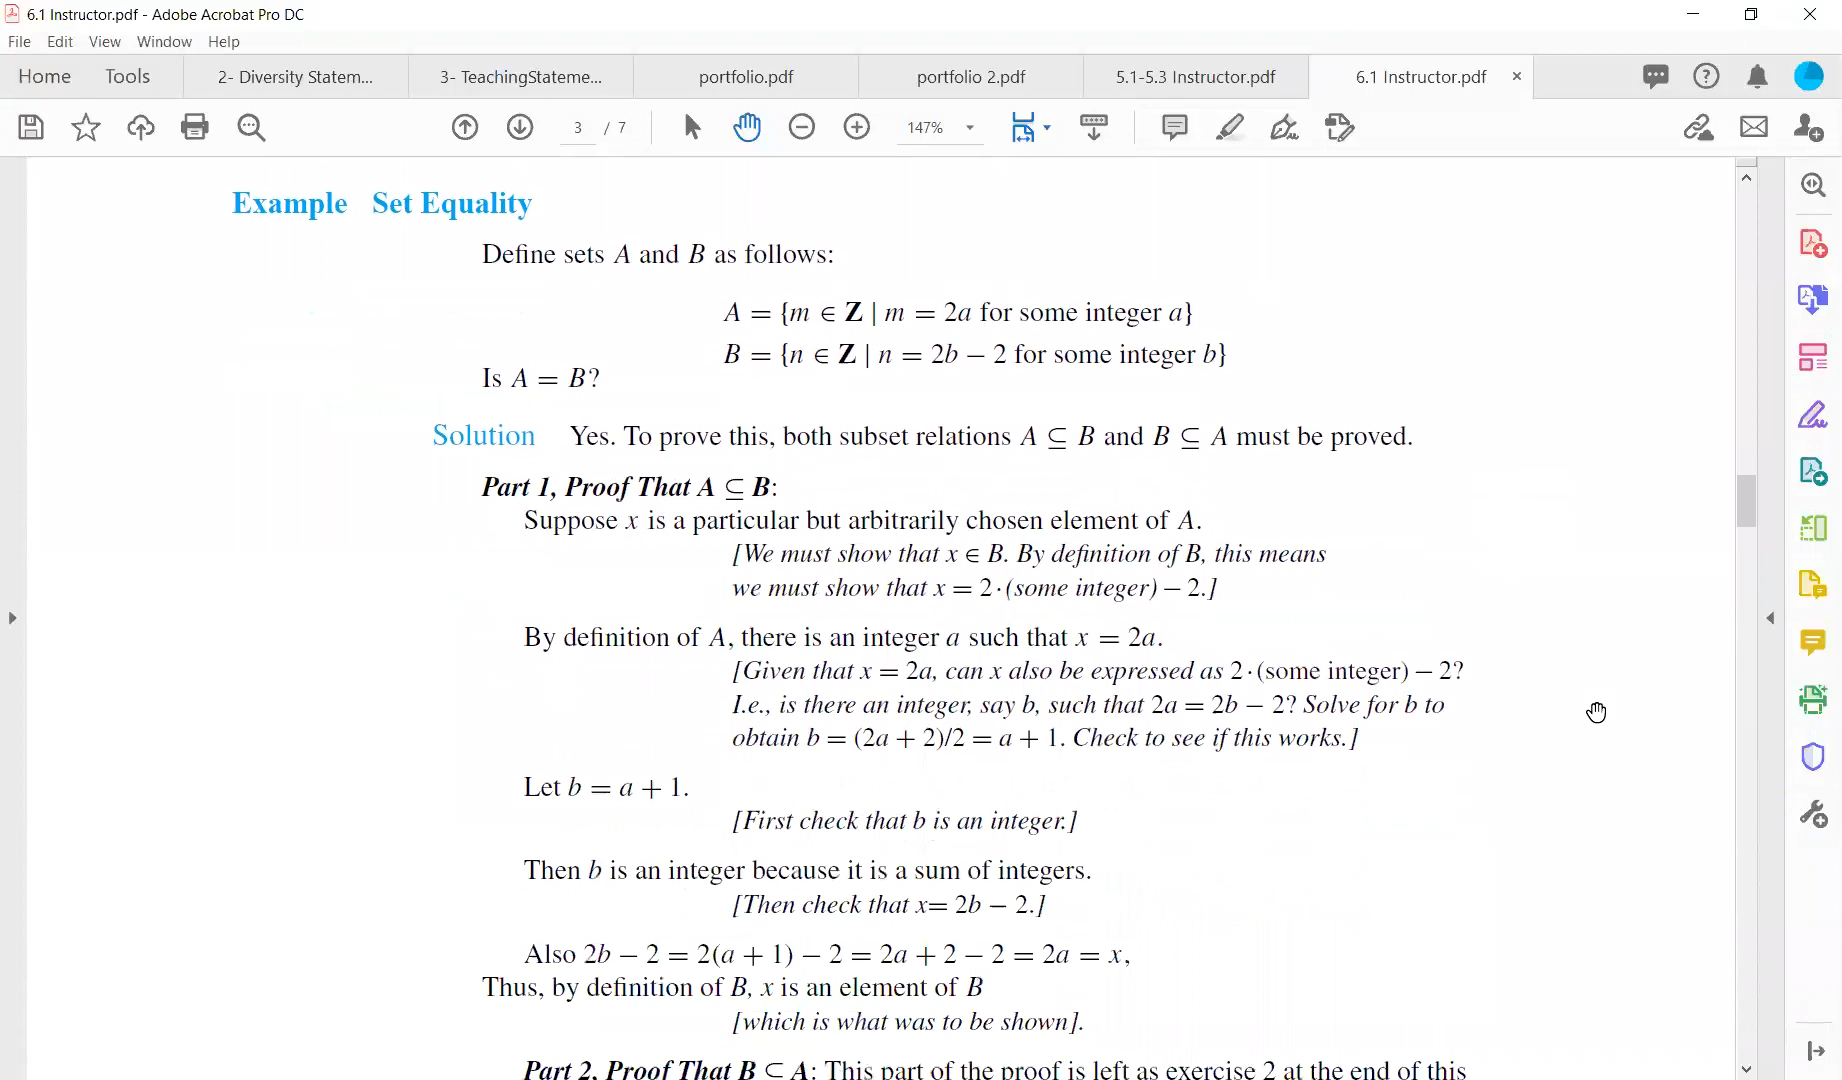 6.1 Instructor.pdf - Adobe Acrobat Pro DC
File Edit View Window Help
Home Tools 2- Diversity Statem... 3- TeachingStateme... portfolio.pdf portfolio 2.pdf 5.1-5.3 Instructor.pdf 6.1 Instructor.pdf ×
3 / 7 147%
Example Set Equality
Define sets A and B as follows:
A = {m ∈ Z | m = 2a for some integer a}
B = {n ∈ Z | n = 2b − 2 for some integer b}
Is A = B?
Solution Yes. To prove this, both subset relations A ⊆ B and B ⊆ A must be proved.
Part 1, Proof That A ⊆ B:
Suppose x is a particular but arbitrarily chosen element of A.
[We must show that x ∈ B. By definition of B, this means
we must show that x = 2·(some integer) − 2.]
By definition of A, there is an integer a such that x = 2a.
[Given that x = 2a, can x also be expressed as 2·(some integer) − 2?
I.e., is there an integer, say b, such that 2a = 2b − 2? Solve for b to
obtain b = (2a + 2)/2 = a + 1. Check to see if this works.]
Let b = a + 1.
[First check that b is an integer.]
Then b is an integer because it is a sum of integers.
[Then check that x= 2b − 2.]
Also 2b − 2 = 2(a + 1) − 2 = 2a + 2 − 2 = 2a = x,
Thus, by definition of B, x is an element of B
[which is what was to be shown].
Part 2, Proof That B ⊆ A: This part of the proof is left as exercise 2 at the end of this